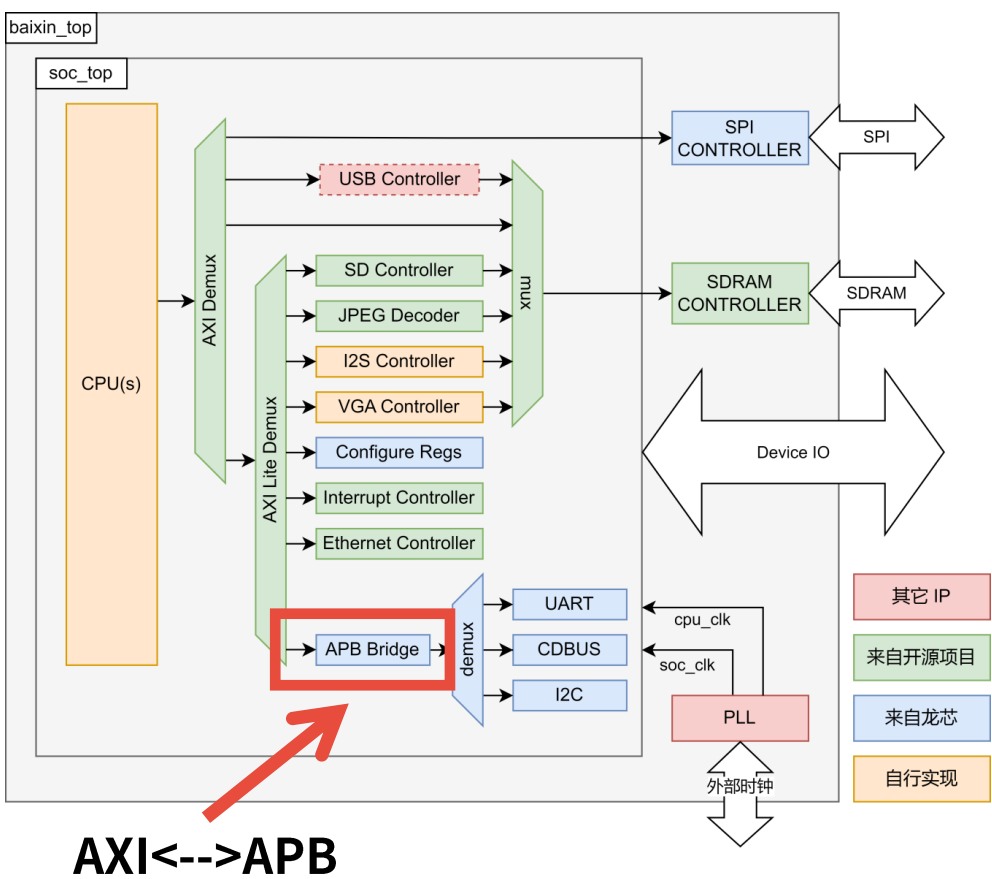 baixin_top
soc_top
CPU(s)
AXI Demux
AXI Lite Demux
USB Controller
SD Controller
JPEG Decoder
I2S Controller
VGA Controller
Configure Regs
Interrupt Controller
Ethernet Controller
APB Bridge
mux
demux
UART
CDBUS
I2C
SPI
CONTROLLER
SPI
SDRAM
CONTROLLER
SDRAM
Device IO
cpu_clk
soc_clk
PLL
外部时钟
其它 IP
来自开源项目
来自龙芯
自行实现
AXI<-->APB